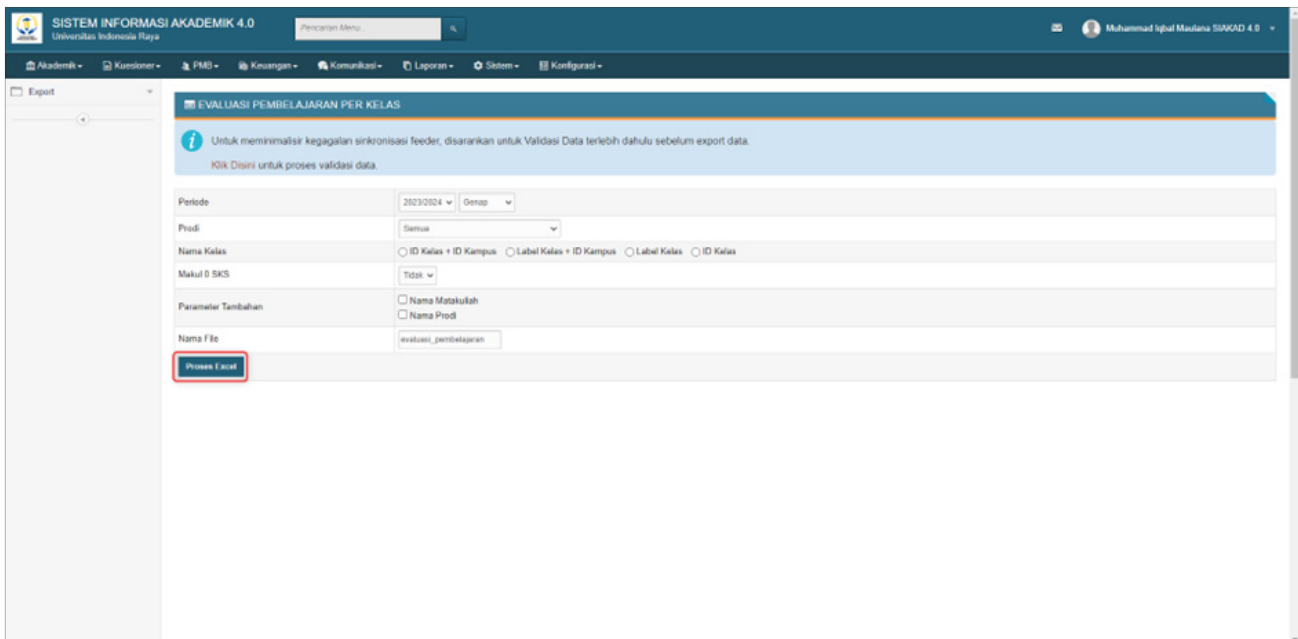 SISTEM INFORMASI AKADEMIK 4.0
Universitas Indonesia Raya
Pencarian Menu...
Muhammad Iqbal Maulana SIAKAD 4.0
Akademik Kuesioner PMB Keuangan Komunikasi Laporan Sistem Konfigurasi
Export
EVALUASI PEMBELAJARAN PER KELAS
Untuk meminimalisir kegagalan sinkronisasi feeder, disarankan untuk Validasi Data terlebih dahulu sebelum export data.
Klik Disini untuk proses validasi data.
Periode 2023/2024 Genap
Prodi Semua
Nama Kelas ID Kelas + ID Kampus Label Kelas + ID Kampus Label Kelas ID Kelas
Makul 0 SKS Tidak
Parameter Tambahan
Nama Matakuliah
Nama Prodi
Nama File evaluasi_pembelajaran
Proses Excel